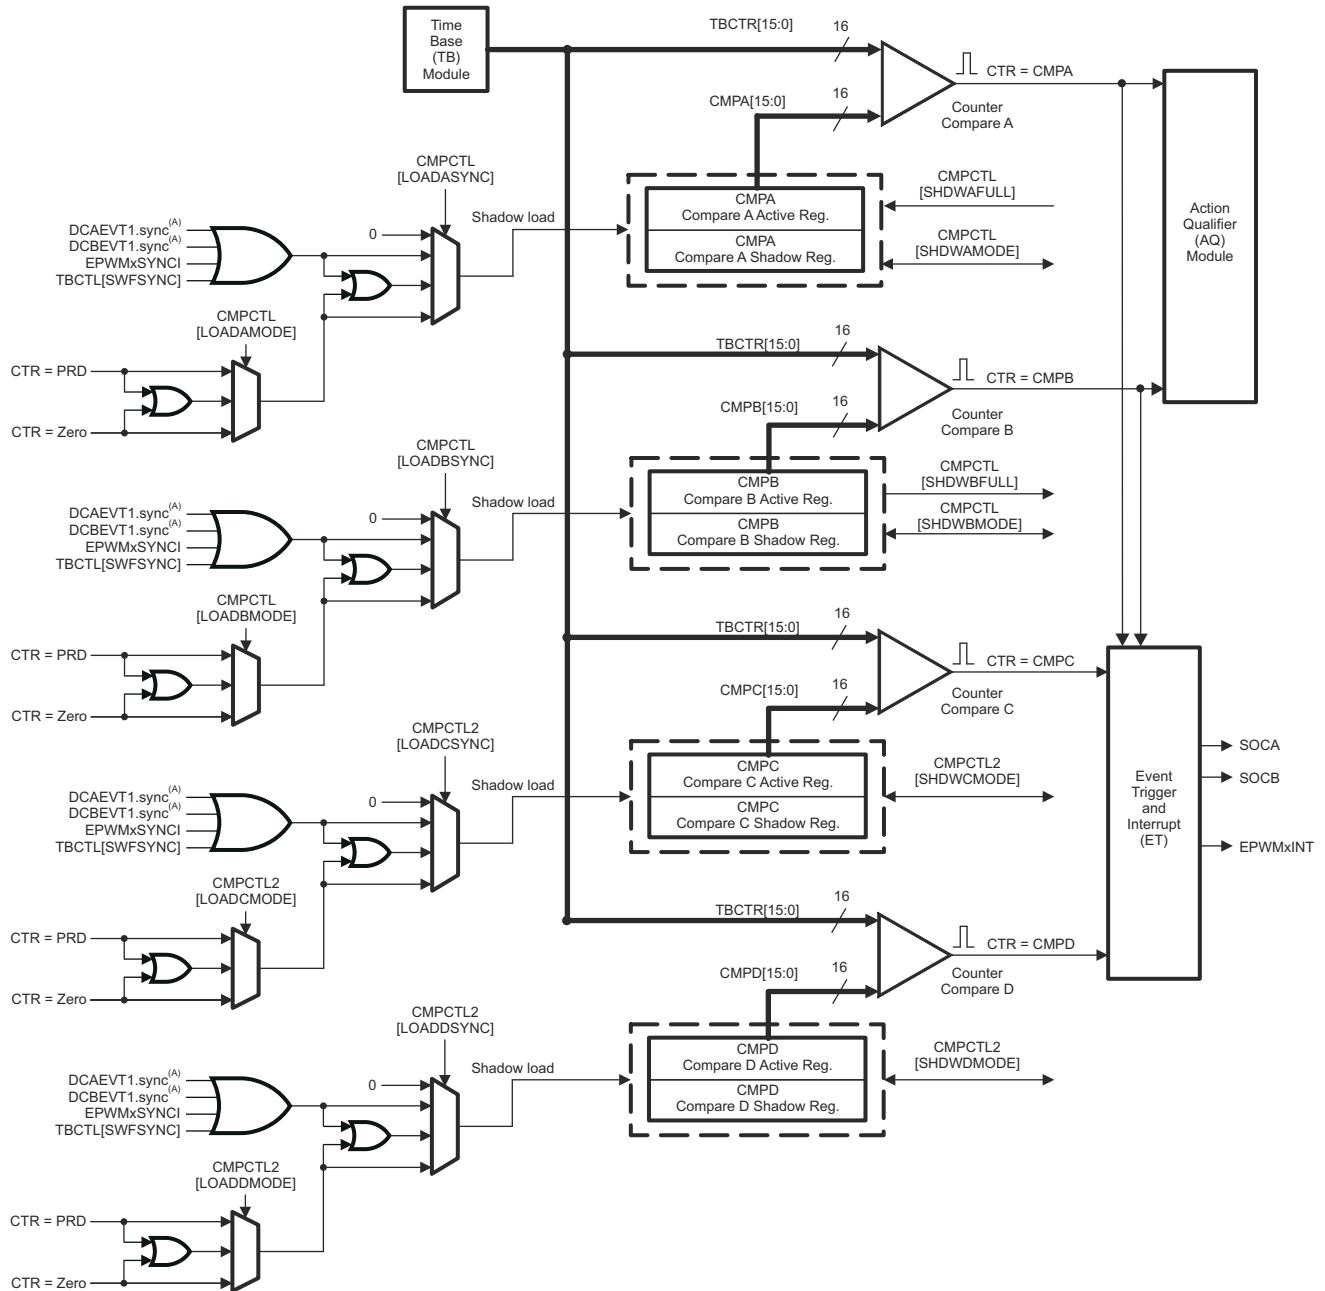 Time
Base
(TB)
Module
TBCTR[15:0]
16
CTR = CMPA
CMPA[15:0]
16
Counter
Compare A
Action
Qualifier
(AQ)
Module
CMPCTL
[LOADASYNC]
Shadow load
0
DCAEVT1.sync(A)
DCBEVT1.sync(A)
EPWMxSYNCI
TBCTL[SWFSYNC]
CMPA
Compare A Active Reg.
CMPA
Compare A Shadow Reg.
CMPCTL
[SHDWAFULL]
CMPCTL
[SHDWAMODE]
CMPCTL
[LOADAMODE]
CTR = PRD
CTR = Zero
TBCTR[15:0]
16
CTR = CMPB
CMPB[15:0]
16
Counter
Compare B
CMPCTL
[LOADBSYNC]
Shadow load
0
DCAEVT1.sync(A)
DCBEVT1.sync(A)
EPWMxSYNCI
TBCTL[SWFSYNC]
CMPB
Compare B Active Reg.
CMPB
Compare B Shadow Reg.
CMPCTL
[SHDWBFULL]
CMPCTL
[SHDWBMODE]
CMPCTL
[LOADBMODE]
CTR = PRD
CTR = Zero
TBCTR[15:0]
16
CTR = CMPC
CMPC[15:0]
16
Counter
Compare C
CMPCTL2
[LOADCSYNC]
Shadow load
0
DCAEVT1.sync(A)
DCBEVT1.sync(A)
EPWMxSYNCI
TBCTL[SWFSYNC]
CMPC
Compare C Active Reg.
CMPC
Compare C Shadow Reg.
CMPCTL2
[SHDWCMODE]
Event
Trigger
and
Interrupt
(ET)
SOCA
SOCB
EPWMxINT
CMPCTL2
[LOADCMODE]
CTR = PRD
CTR = Zero
TBCTR[15:0]
16
CTR = CMPD
CMPD[15:0]
16
Counter
Compare D
CMPCTL2
[LOADDSYNC]
Shadow load
0
DCAEVT1.sync(A)
DCBEVT1.sync(A)
EPWMxSYNCI
TBCTL[SWFSYNC]
CMPD
Compare D Active Reg.
CMPD
Compare D Shadow Reg.
CMPCTL2
[SHDWDMODE]
CMPCTL2
[LOADDMODE]
CTR = PRD
CTR = Zero